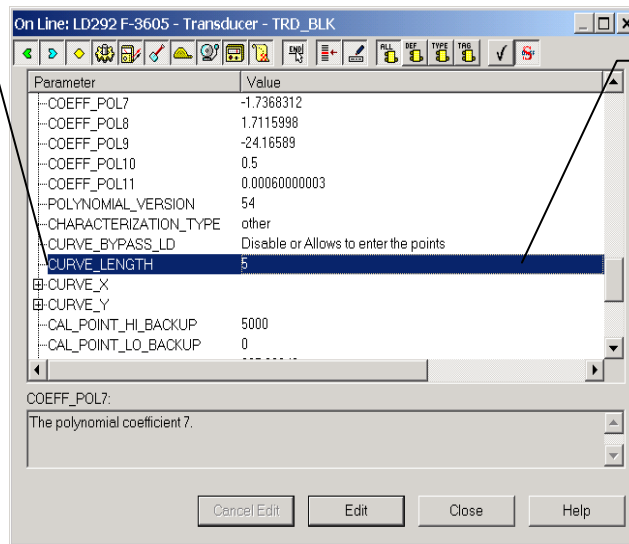 On Line: LD292 F-3605 - Transducer - TRD_BLK
END ALL DEF TYPE TAG
Parameter Value
COEFF_POL7 -1.7368312
COEFF_POL8 1.7115998
COEFF_POL9 -24.16589
COEFF_POL10 0.5
COEFF_POL11 0.00060000003
POLYNOMIAL_VERSION 54
CHARACTERIZATION_TYPE other
CURVE_BYPASS_LD Disable or Allows to enter the points
CURVE_LENGTH 5
CURVE_X
CURVE_Y
CAL_POINT_HI_BACKUP 5000
CAL_POINT_LO_BACKUP 0
COEFF_POL7:
The polynomial coefficient 7.
Cancel Edit Edit Close Help